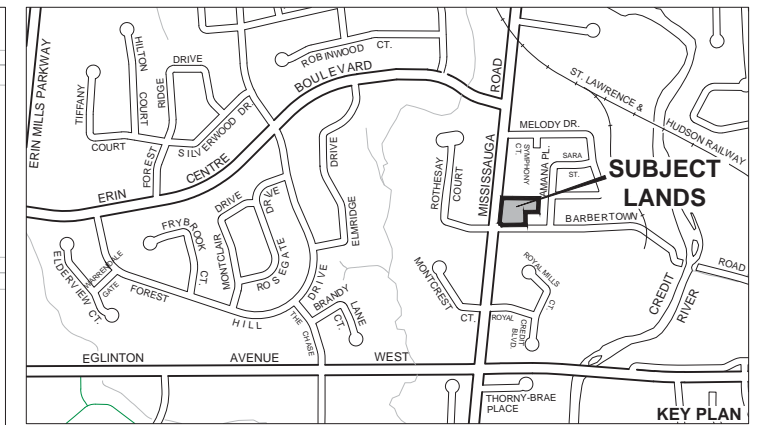 ERIN MILLS PARKWAY
TIFFANY
COURT
HILTON
COURT
RIDGE
DRIVE
FOREST
SILVERWOOD DR.
ROBINWOOD CT.
ERIN CENTRE BOULEVARD
MISSISSAUGA ROAD
ST. LAWRENCE &
HUDSON RAILWAY
MELODY DR.
SYMPHONY
CT.
AMANA PL.
SARA
ST.
SUBJECT
LANDS
ROTHESAY
COURT
BARBERTOWN
ROAD
CREDIT
RIVER
ELMRIDGE
DRIVE
FRYBROOK
CT.
MONTCLAIR
DRIVE
ROSEGATE
DRIVE
ELDERVIEW CT.
WARRENDALE
GATE
FOREST
HILL
DRIVE
THE CHASE
BRANDY
LANE
CT.
MONTCREST
CT.
ROYAL MILLS
CT.
ROYAL
CREDIT
BLVD.
EGLINTON AVENUE WEST
THORNY-BRAE
PLACE
KEY PLAN